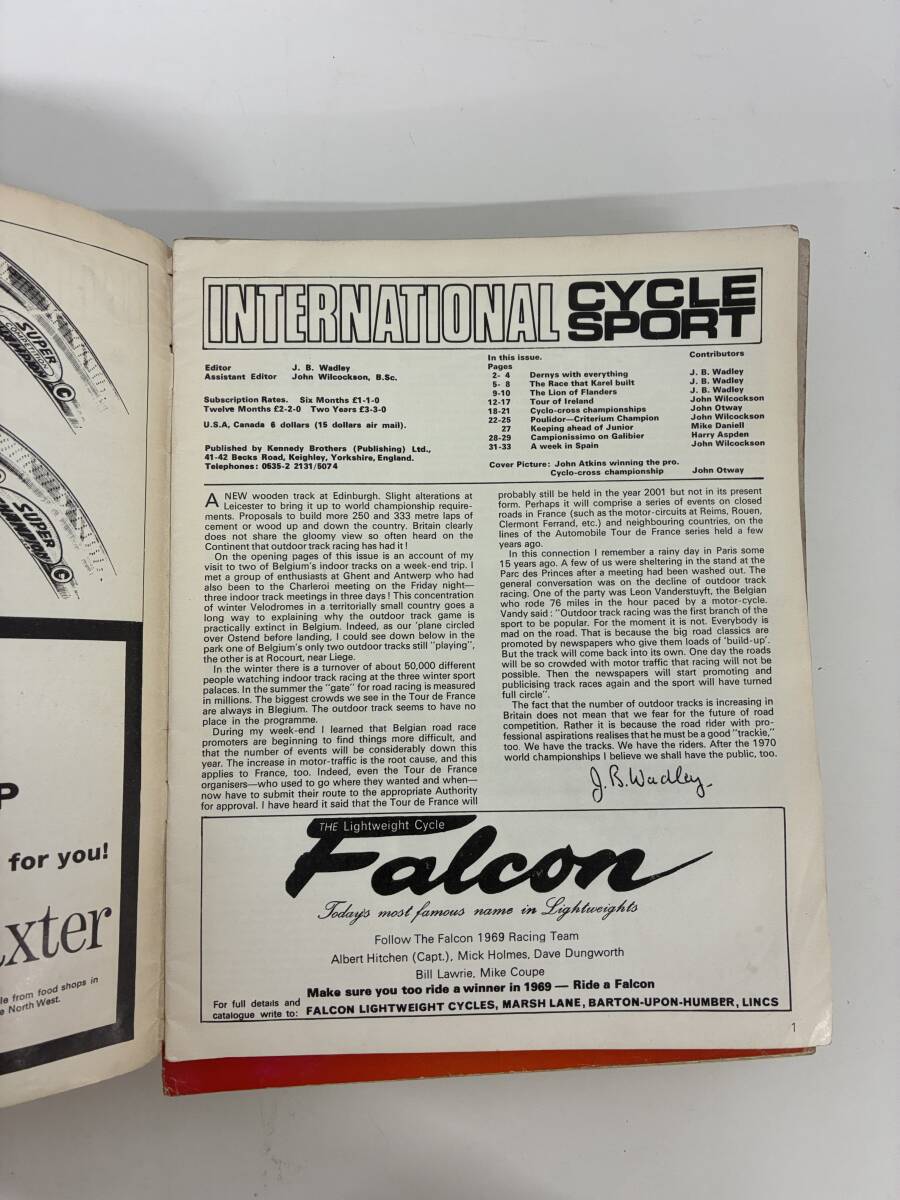 SUPER
COMPETITION
CHAMPION
C
SUPER
CHAMPION
C
P
for you!
xter
le from food shops in
e North West.
INTERNATIONAL CYCLE SPORT
Editor J. B. Wadley
Assistant Editor John Wilcockson, B.Sc.
Subscription Rates. Six Months £1-1-0
Twelve Months £2-2-0 Two Years £3-3-0
U.S.A, Canada 6 dollars (15 dollars air mail).
Published by Kennedy Brothers (Publishing) Ltd.,
41-42 Becks Road, Keighley, Yorkshire, England.
Telephones: 0535-2 2131/5074
In this issue. Contributors
Pages
2- 4 Dernys with everything J. B. Wadley
5- 8 The Race that Karel built J. B. Wadley
9-10 The Lion of Flanders J. B. Wadley
12-17 Tour of Ireland John Wilcockson
18-21 Cyclo-cross championships John Otway
22-25 Poulidor—Criterium Champion John Wilcockson
27 Keeping ahead of Junior Mike Daniell
28-29 Campionissimo on Galibier Harry Aspden
31-33 A week in Spain John Wilcockson
Cover Picture: John Atkins winning the pro.
Cyclo-cross championship John Otway
A NEW wooden track at Edinburgh. Slight alterations at
Leicester to bring it up to world championship require-
ments. Proposals to build more 250 and 333 metre laps of
cement or wood up and down the country. Britain clearly
does not share the gloomy view so often heard on the
Continent that outdoor track racing has had it!
On the opening pages of this issue is an account of my
visit to two of Belgium's indoor tracks on a week-end trip. I
met a group of enthusiasts at Ghent and Antwerp who had
also been to the Charleroi meeting on the Friday night—
three indoor track meetings in three days! This concentration
of winter Velodromes in a territorially small country goes a
long way to explaining why the outdoor track game is
practically extinct in Belgium. Indeed, as our 'plane circled
over Ostend before landing, I could see down below in the
park one of Belgium's only two outdoor tracks still "playing",
the other is at Rocourt, near Liege.
In the winter there is a turnover of about 50,000 different
people watching indoor track racing at the three winter sport
palaces. In the summer the "gate" for road racing is measured
in millions. The biggest crowds we see in the Tour de France
are always in Blegium. The outdoor track seems to have no
place in the programme.
During my week-end I learned that Belgian road race
promoters are beginning to find things more difficult, and
that the number of events will be considerably down this
year. The increase in motor-traffic is the root cause, and this
applies to France, too. Indeed, even the Tour de France
organisers—who used to go where they wanted and when—
now have to submit their route to the appropriate Authority
for approval. I have heard it said that the Tour de France will
probably still be held in the year 2001 but not in its present
form. Perhaps it will comprise a series of events on closed
roads in France (such as the motor-circuits at Reims, Rouen,
Clermont Ferrand, etc.) and neighbouring countries, on the
lines of the Automobile Tour de France series held a few
years ago.
In this connection I remember a rainy day in Paris some
15 years ago. A few of us were sheltering in the stand at the
Parc des Princes after a meeting had been washed out. The
general conversation was on the decline of outdoor track
racing. One of the party was Leon Vanderstuyft, the Belgian
who rode 76 miles in the hour paced by a motor-cycle.
Vandy said: "Outdoor track racing was the first branch of the
sport to be popular. For the moment it is not. Everybody is
mad on the road. That is because the big road classics are
promoted by newspapers who give them loads of 'build-up'.
But the track will come back into its own. One day the roads
will be so crowded with motor traffic that racing will not be
possible. Then the newspapers will start promoting and
publicising track races again and the sport will have turned
full circle".
The fact that the number of outdoor tracks is increasing in
Britain does not mean that we fear for the future of road
competition. Rather it is because the road rider with pro-
fessional aspirations realises that he must be a good "trackie,"
too. We have the tracks. We have the riders. After the 1970
world championships I believe we shall have the public, too.
J.B.Wadley.
THE Lightweight Cycle
Falcon
Today's most famous name in Lightweights
Follow The Falcon 1969 Racing Team
Albert Hitchen (Capt.), Mick Holmes, Dave Dungworth
Bill Lawrie, Mike Coupe
Make sure you too ride a winner in 1969 — Ride a Falcon
For full details and
catalogue write to: FALCON LIGHTWEIGHT CYCLES, MARSH LANE, BARTON-UPON-HUMBER, LINCS
1